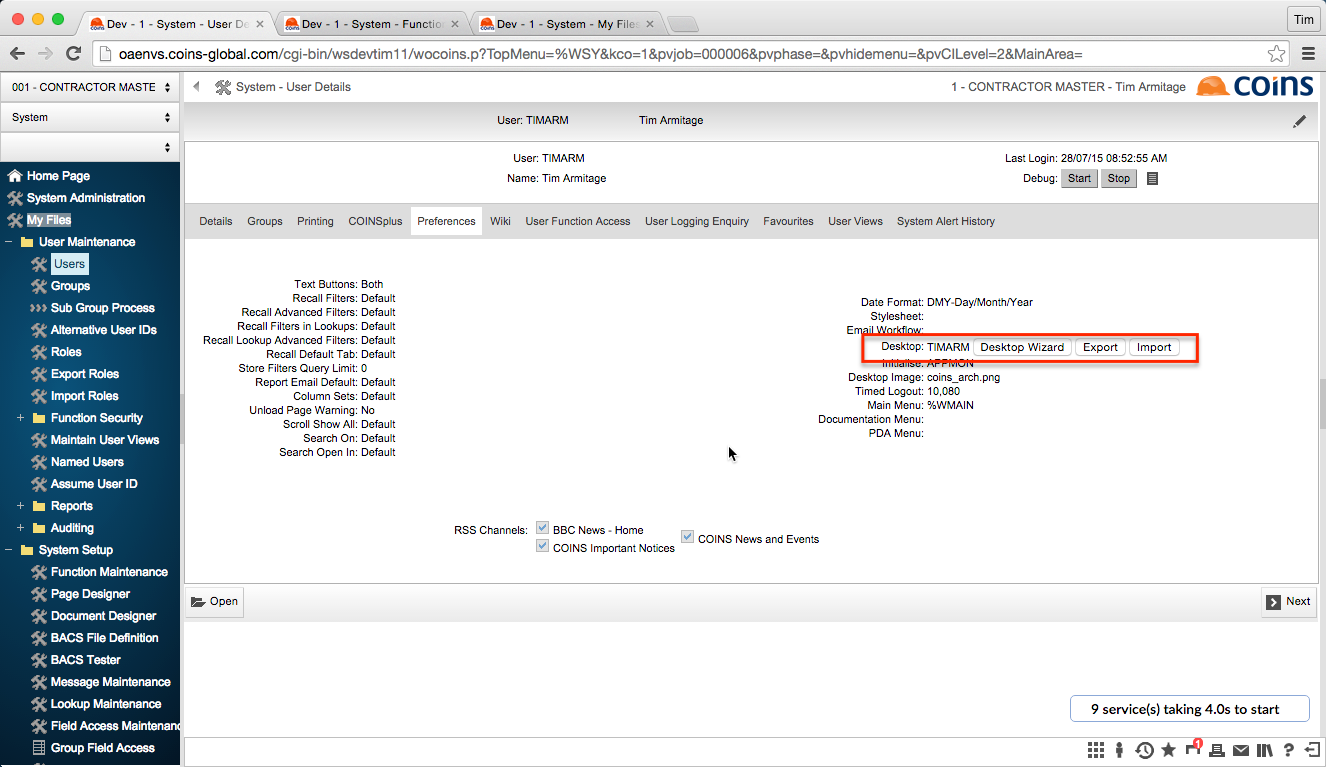 Dev - 1 - System - User De
Dev - 1 - System - Functio
Dev - 1 - System - My Files
Tim
oaenvs.coins-global.com/cgi-bin/wsdevtim11/wocoins.p?TopMenu=%WSY&kco=1&pvjob=000006&pvphase=&pvhidemenu=&pvCILevel=2&MainArea=
001 - CONTRACTOR MASTE
System - User Details
1 - CONTRACTOR MASTER - Tim Armitage
COINS
System
User: TIMARM
Tim Armitage
User: TIMARM
Last Login: 28/07/15 08:52:55 AM
Name: Tim Armitage
Debug: Start Stop
Home Page
System Administration
My Files
User Maintenance
Users
Groups
Sub Group Process
Alternative User IDs
Roles
Export Roles
Import Roles
Function Security
Maintain User Views
Named Users
Assume User ID
Reports
Auditing
System Setup
Function Maintenance
Page Designer
Document Designer
BACS File Definition
BACS Tester
Message Maintenance
Lookup Maintenance
Field Access Maintenanc
Group Field Access
Details Groups Printing COINSplus Preferences Wiki User Function Access User Logging Enquiry Favourites User Views System Alert History
Text Buttons: Both
Recall Filters: Default
Recall Advanced Filters: Default
Recall Filters in Lookups: Default
Recall Lookup Advanced Filters: Default
Recall Default Tab: Default
Store Filters Query Limit: 0
Report Email Default: Default
Column Sets: Default
Unload Page Warning: No
Scroll Show All: Default
Search On: Default
Search Open In: Default
Date Format: DMY-Day/Month/Year
Stylesheet:
Email Workflow:
Desktop: TIMARM Desktop Wizard Export Import
Initialise: APPMON
Desktop Image: coins_arch.png
Timed Logout: 10,080
Main Menu: %WMAIN
Documentation Menu:
PDA Menu:
RSS Channels:
BBC News - Home
COINS Important Notices
COINS News and Events
Open
Next
9 service(s) taking 4.0s to start
1